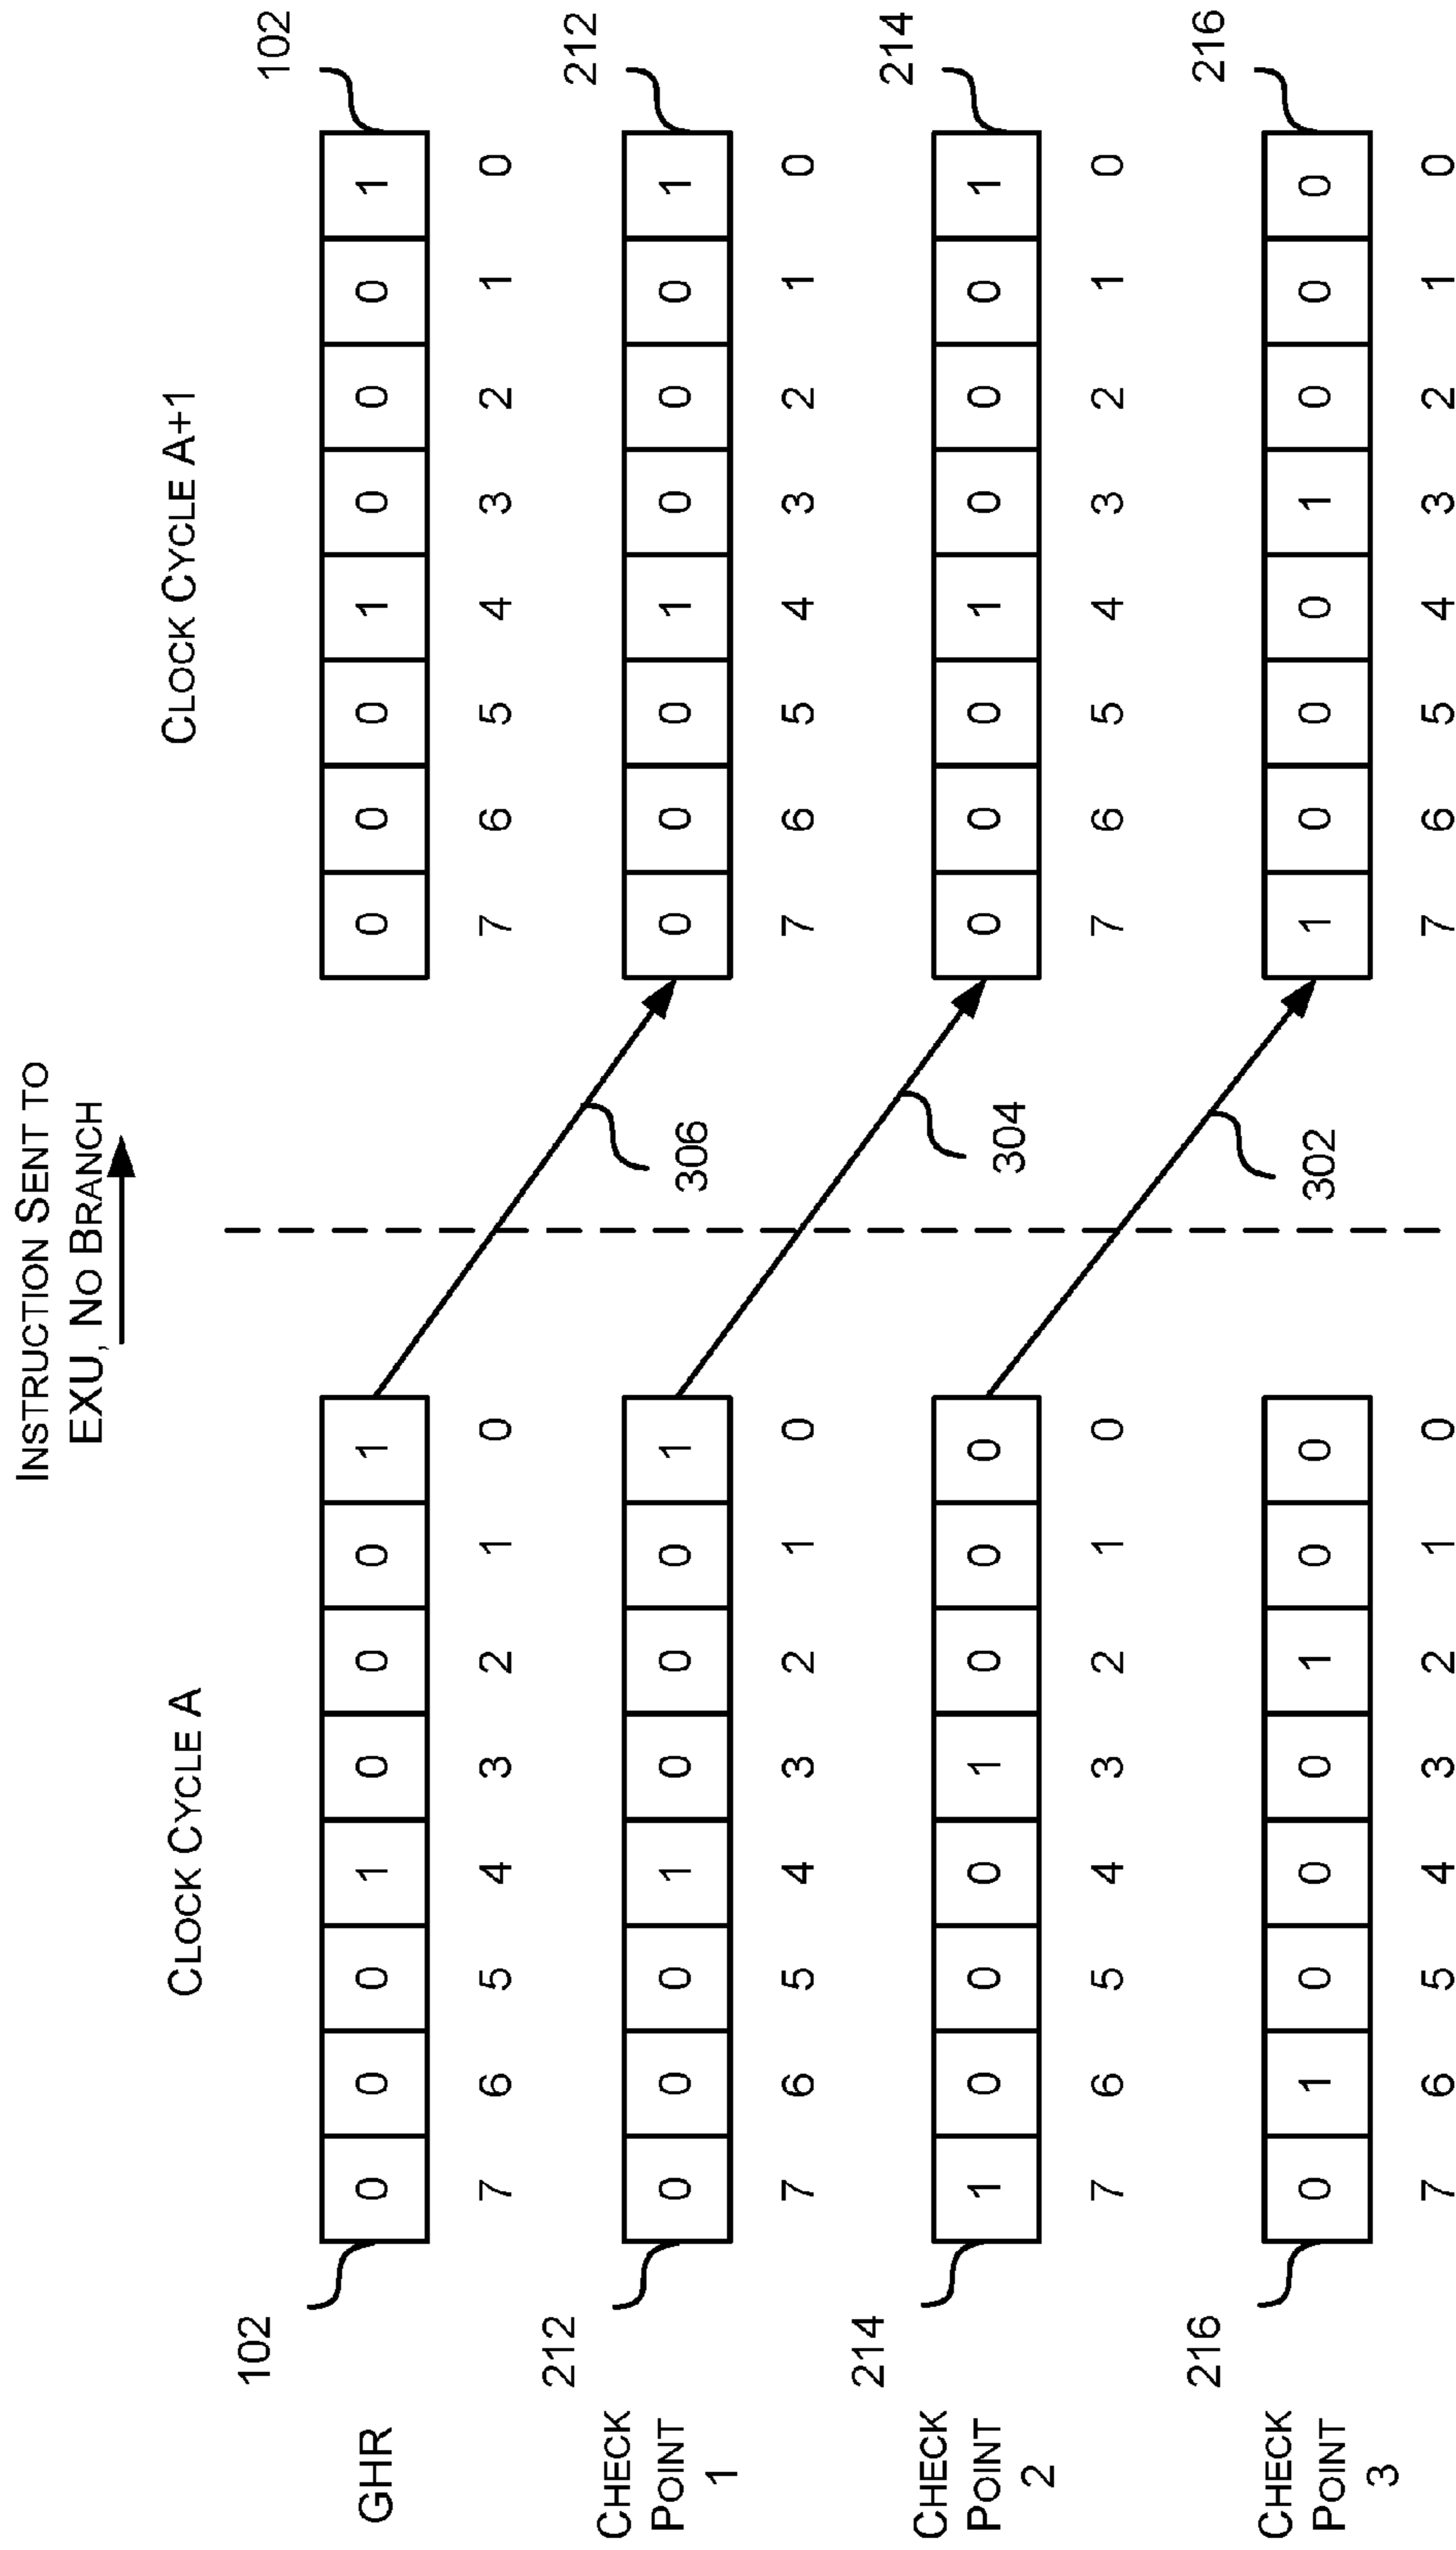 INSTRUCTION SENT TO
EXU, NO BRANCH
CLOCK CYCLE A
CLOCK CYCLE A+1
GHR
102
0 0 0 1 0 0 0 1
7 6 5 4 3 2 1 0
0 0 0 1 0 0 0 1
7 6 5 4 3 2 1 0
102
306
CHECK
POINT
1
212
0 0 0 1 0 0 0 1
7 6 5 4 3 2 1 0
0 0 0 1 0 0 0 1
7 6 5 4 3 2 1 0
212
304
CHECK
POINT
2
214
1 0 0 0 1 0 0 0
7 6 5 4 3 2 1 0
0 0 0 1 0 0 0 1
7 6 5 4 3 2 1 0
214
302
CHECK
POINT
3
216
0 1 0 0 0 1 0 0
7 6 5 4 3 2 1 0
1 0 0 0 1 0 0 0
7 6 5 4 3 2 1 0
216